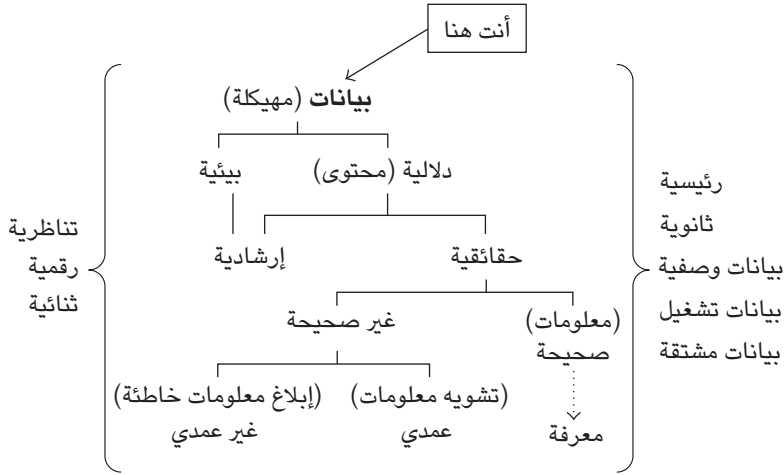 أنت هنا
بيانات (مهيكلة)
دلالية (محتوى)
بيئية
حقائقية
إرشادية
(معلومات)
صحيحة
غير صحيحة
(تشويه معلومات)
عمدي
(إبلاغ معلومات خاطئة)
غير عمدي
معرفة
رئيسية
ثانوية
بيانات وصفية
بيانات تشغيل
بيانات مشتقة
تناظرية
رقمية
ثنائية